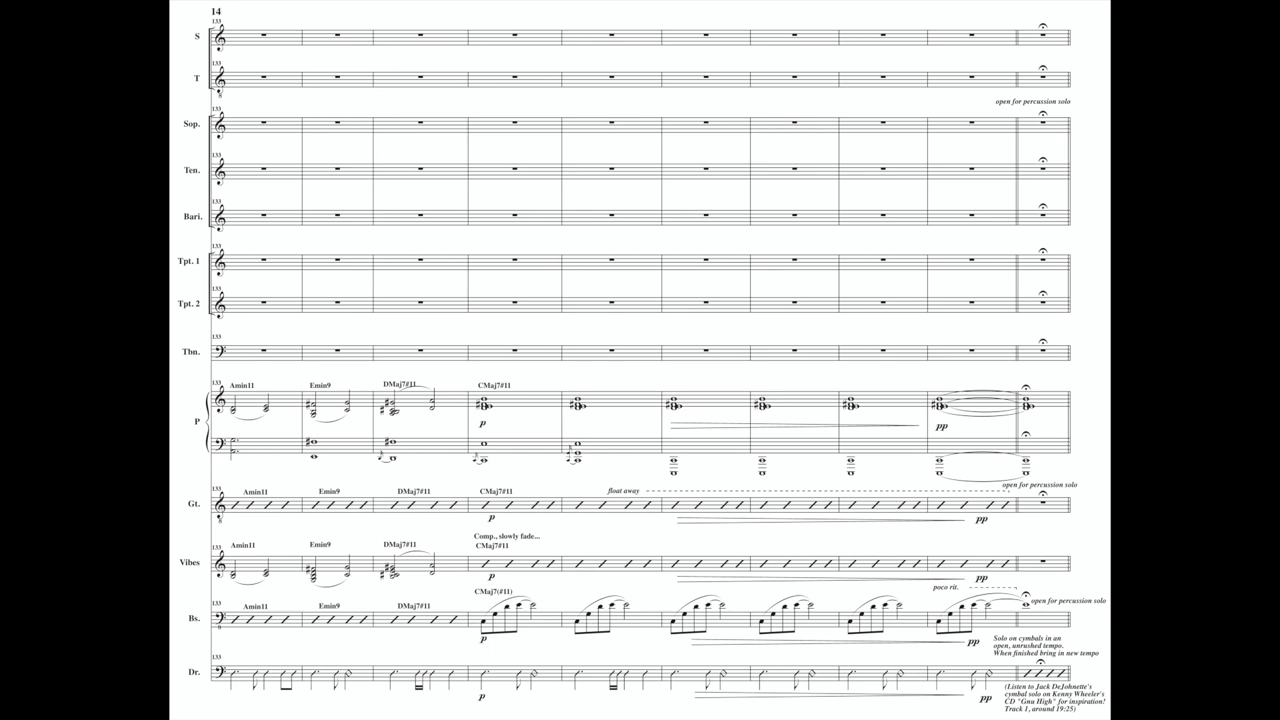 14
133
S
133
T
open for percussion solo
133
Sop.
133
Ten.
133
Bari.
133
Tpt. 1
133
Tpt. 2
133
Tbn.
133
Amin11 Emin9 DMaj7#11 CMaj7#11
P
p pp
open for percussion solo
133
Amin11 Emin9 DMaj7#11 CMaj7#11 float away
Gt.
p pp
Comp., slowly fade...
133
Amin11 Emin9 DMaj7#11 CMaj7#11
Vibes
p pp
poco rit.
CMaj7(#11)
133
Amin11 Emin9 DMaj7#11 open for percussion solo
Bs.
p pp
Solo on cymbals in an
open, unrushed tempo.
When finished bring in new tempo
133
Dr.
p pp
(Listen to Jack DeJohnette's
cymbal solo on Kenny Wheeler's
CD "Gnu High" for inspiration!
Track 1, around 19:25)